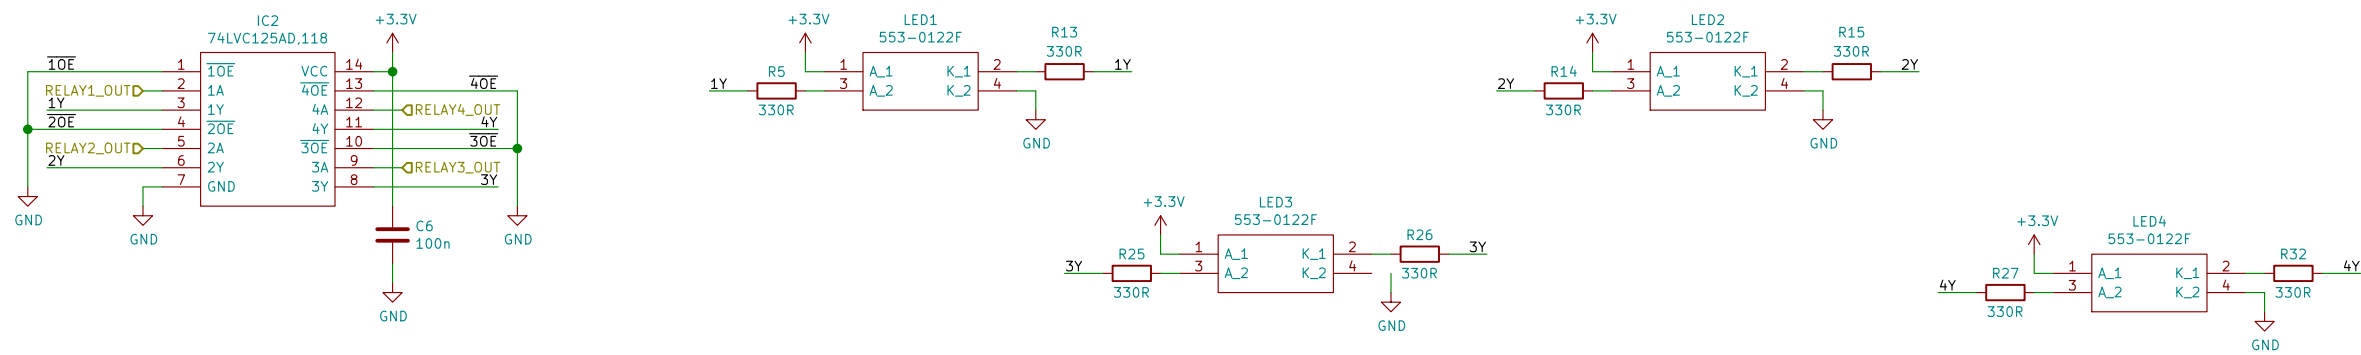 IC2
74LVC125AD,118
+3.3V
1OE
RELAY1_OUT
1Y
2OE
RELAY2_OUT
2Y
1 1OE
2 1A
3 1Y
4 2OE
5 2A
6 2Y
7 GND
VCC 14
4OE 13
4A 12
4Y 11
3OE 10
3A 9
3Y 8
4OE
RELAY4_OUT
4Y
3OE
RELAY3_OUT
3Y
GND
GND
GND
C6
100n
GND
+3.3V
LED1
553-0122F
R13
330R
1Y
R5
330R
1Y
1 A_1 K_1 2
3 A_2 K_2 4
GND
+3.3V
LED2
553-0122F
R15
330R
2Y
R14
330R
2Y
1 A_1 K_1 2
3 A_2 K_2 4
GND
+3.3V
LED3
553-0122F
R26
330R
3Y
R25
330R
3Y
1 A_1 K_1 2
3 A_2 K_2 4
GND
+3.3V
LED4
553-0122F
R32
330R
4Y
R27
330R
4Y
1 A_1 K_1 2
3 A_2 K_2 4
GND